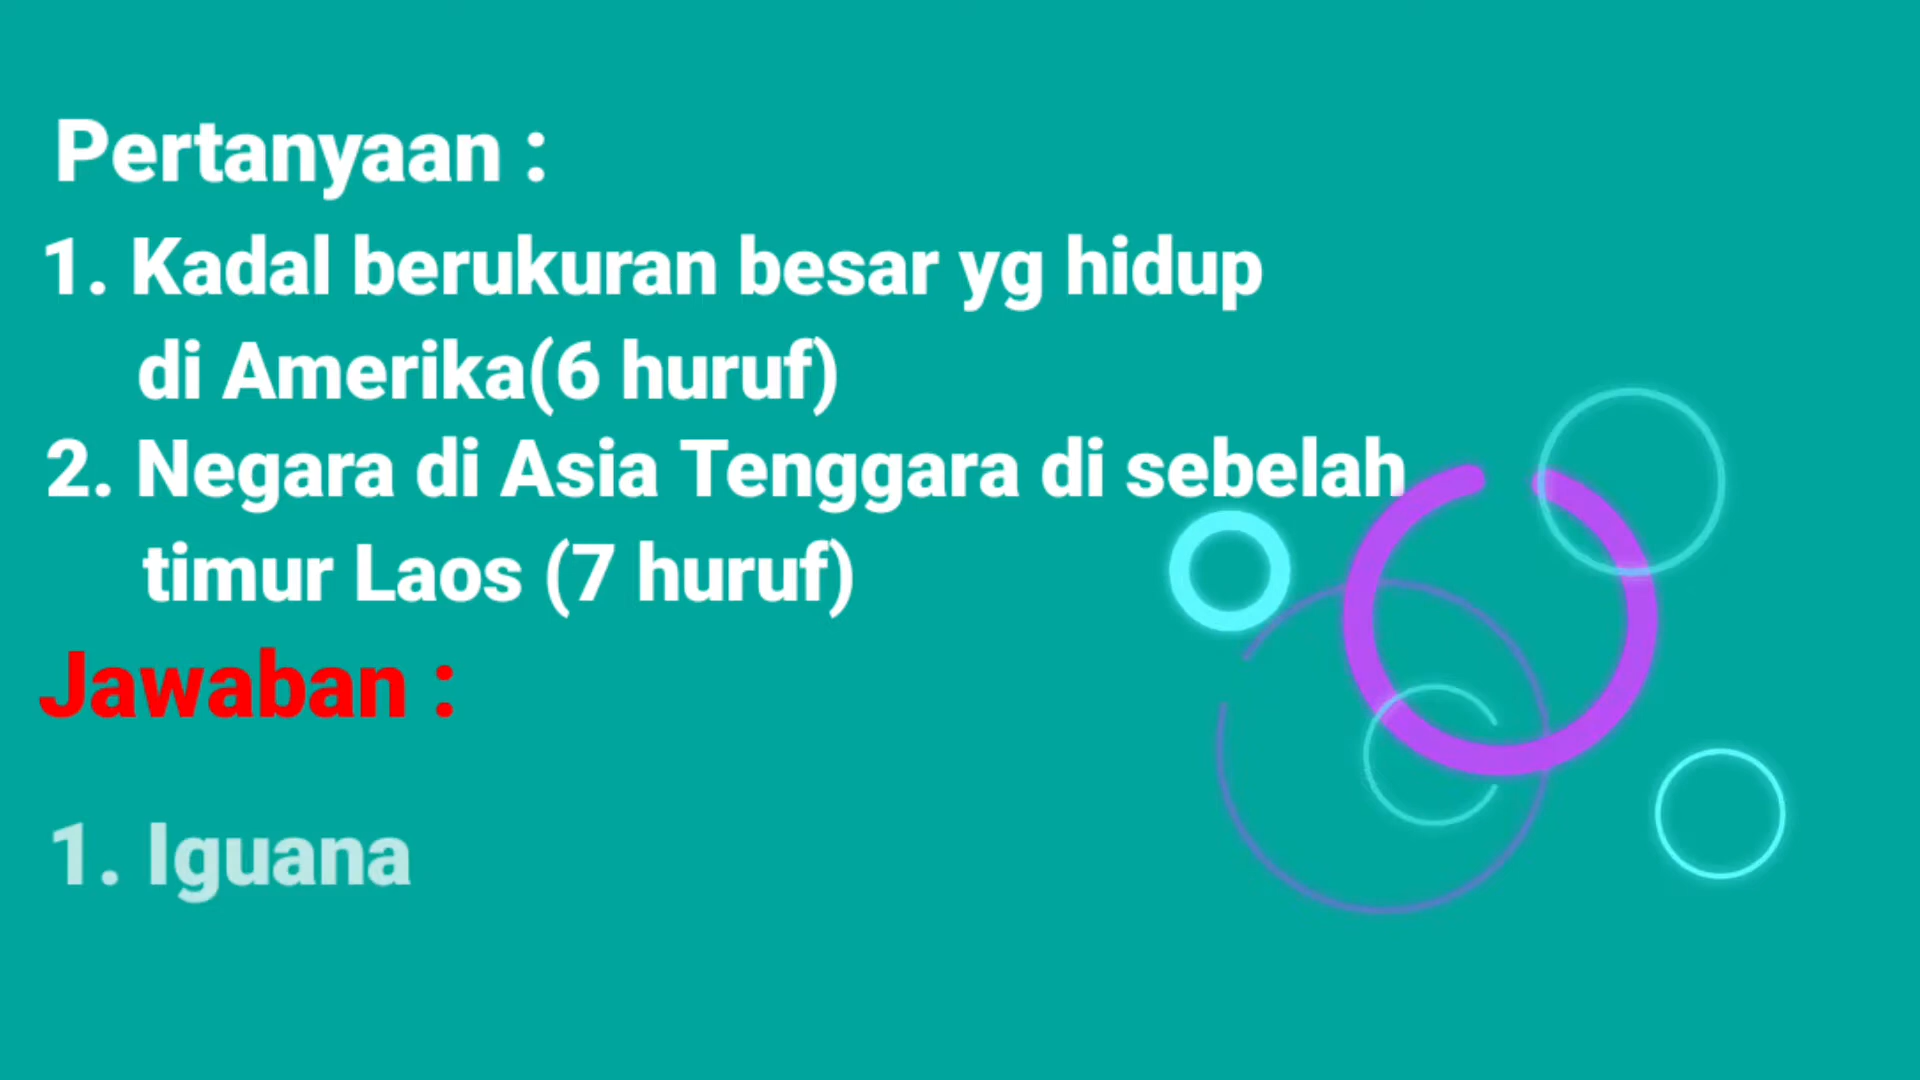 Pertanyaan :
1. Kadal berukuran besar yg hidup
di Amerika(6 huruf)
2. Negara di Asia Tenggara di sebelah
timur Laos (7 huruf)
Jawaban :
1. Iguana